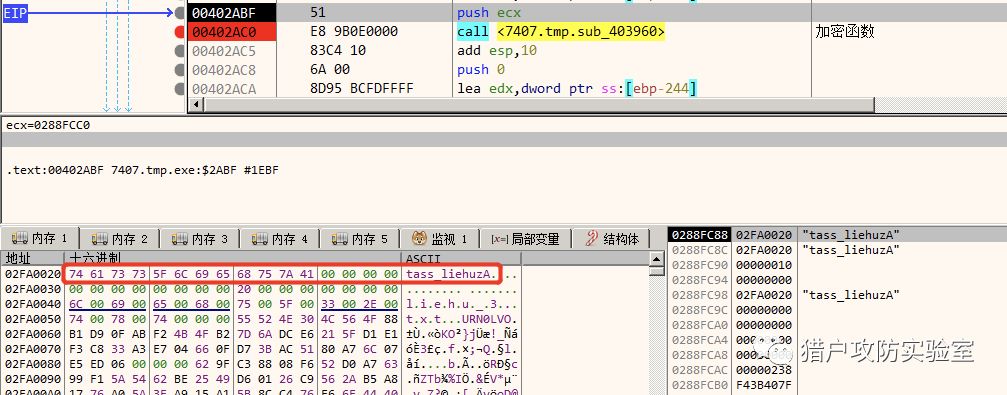 EIP
00402ABF 51 push ecx
00402AC0 E8 9B0E0000 call <7407.tmp.sub_403960> 加密函数
00402AC5 83C4 10 add esp,10
00402AC8 6A 00 push 0
00402ACA 8D95 BCFDFFFF lea edx,dword ptr ss:[ebp-244]
ecx=0288FCC0
.text:00402ABF 7407.tmp.exe:$2ABF #1EBF
内存 1 内存 2 内存 3 内存 4 内存 5 监视 1 [x=] 局部变量 结构体
地址 十六进制 ASCII
02FA0020 74 61 73 73 5F 6C 69 65 68 75 7A 41 00 00 00 00 tass_liehuzA....
02FA0030 00 00 00 00 00 00 00 00 20 00 00 00 00 00 00 00 ........ .......
02FA0040 6C 00 69 00 65 00 68 00 75 00 5F 00 33 00 2E 00 l.i.e.h.u._.3...
02FA0050 74 00 78 00 74 00 00 00 55 52 4E 30 4C 56 4F 88 t.x.t...URN0LVO.
02FA0060 B1 D9 0F AB F2 4B 4F B2 7D 6A DC E6 21 5F D1 E1 ±Ù.«òKO²}jÜæ!_Ñá
02FA0070 F3 C8 33 A3 E7 04 66 0F D7 3B AC 51 80 A7 6C 07 óÈ3£ç.f.×;¬Q.§l.
02FA0080 E5 ED 06 00 00 00 62 9F C3 88 08 F6 52 D0 A7 63 åí....b.Ã..öRÐ§c
02FA0090 99 F1 5A 54 62 BE 25 49 D6 01 26 C9 56 2A B5 A8 .ñZTb¾%IÖ.&ÉV*µ¨
0288FC88 02FA0020 "tass_liehuzA"
0288FC8C 02FA0020 "tass_liehuzA"
0288FC90 00000010
0288FC94 00000000
0288FC98 02FA0020 "tass_liehuzA"
0288FC9C 00000000
0288FCA0 00000000
0288FCA4 00000000
0288FCA8
0288FCAC 00000238
0288FCB0 F43B407F
猎户攻防实验室